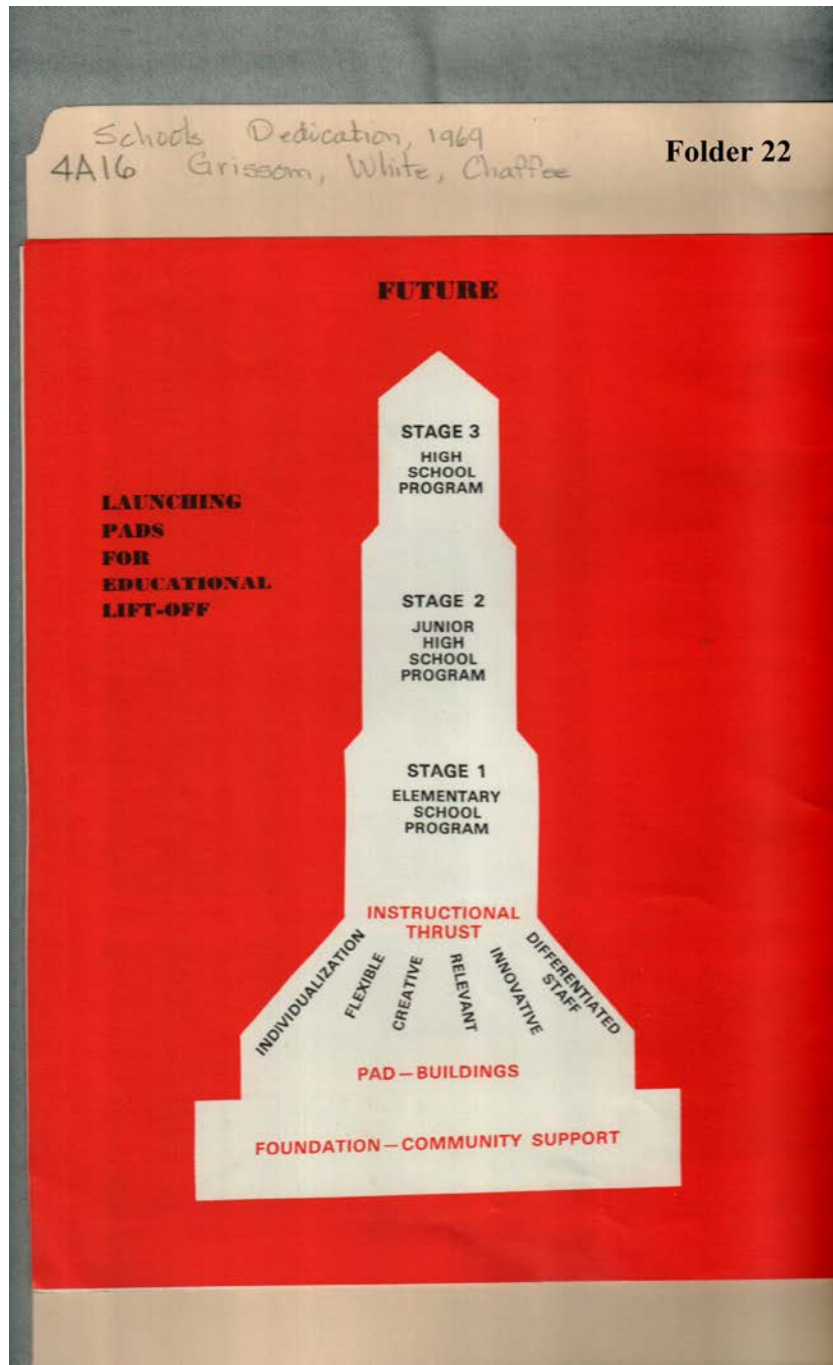 Schools Dedication, 1969
4A16 Grissom, White, Chaffee
Folder 22
FUTURE
LAUNCHING
PADS
FOR
EDUCATIONAL
LIFT-OFF
STAGE 3
HIGH
SCHOOL
PROGRAM
STAGE 2
JUNIOR
HIGH
SCHOOL
PROGRAM
STAGE 1
ELEMENTARY
SCHOOL
PROGRAM
INSTRUCTIONAL
THRUST
INDIVIDUALIZATION
FLEXIBLE
CREATIVE
RELEVANT
INNOVATIVE
DIFFERENTIATED
STAFF
PAD—BUILDINGS
FOUNDATION—COMMUNITY SUPPORT